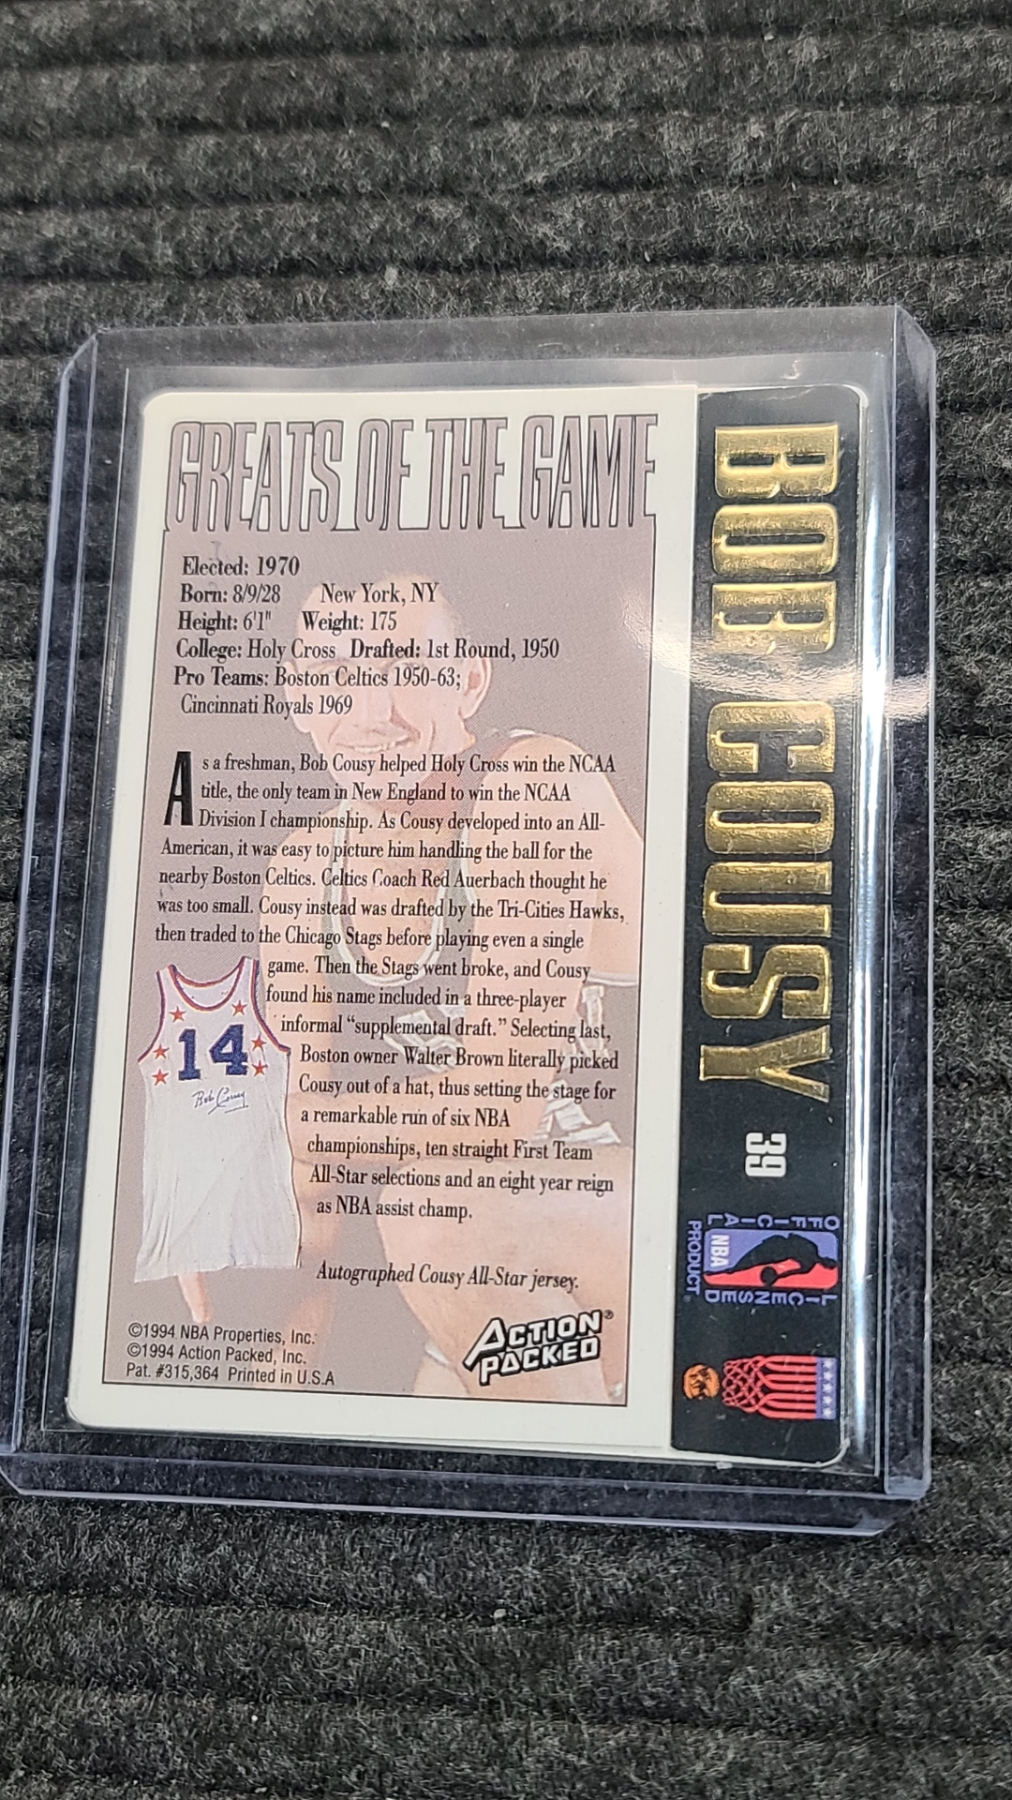 GREATS OF THE GAME
Elected: 1970
Born: 8/9/28 New York, NY
Height: 6'1" Weight: 175
College: Holy Cross Drafted: 1st Round, 1950
Pro Teams: Boston Celtics 1950-63;
Cincinnati Royals 1969
As a freshman, Bob Cousy helped Holy Cross win the NCAA
title, the only team in New England to win the NCAA
Division I championship. As Cousy developed into an All-
American, it was easy to picture him handling the ball for the
nearby Boston Celtics. Celtics Coach Red Auerbach thought he
was too small. Cousy instead was drafted by the Tri-Cities Hawks,
then traded to the Chicago Stags before playing even a single
game. Then the Stags went broke, and Cousy
found his name included in a three-player
informal “supplemental draft.” Selecting last,
Boston owner Walter Brown literally picked
Cousy out of a hat, thus setting the stage for
a remarkable run of six NBA
championships, ten straight First Team
All-Star selections and an eight year reign
as NBA assist champ.
14
Bob Cousy
Autographed Cousy All-Star jersey.
©1994 NBA Properties, Inc.
©1994 Action Packed, Inc.
Pat. #315,364 Printed in U.S.A
ACTION PACKED®
BOB COUSY
39
OFFICIAL
LICENSED
PRODUCT
NBA